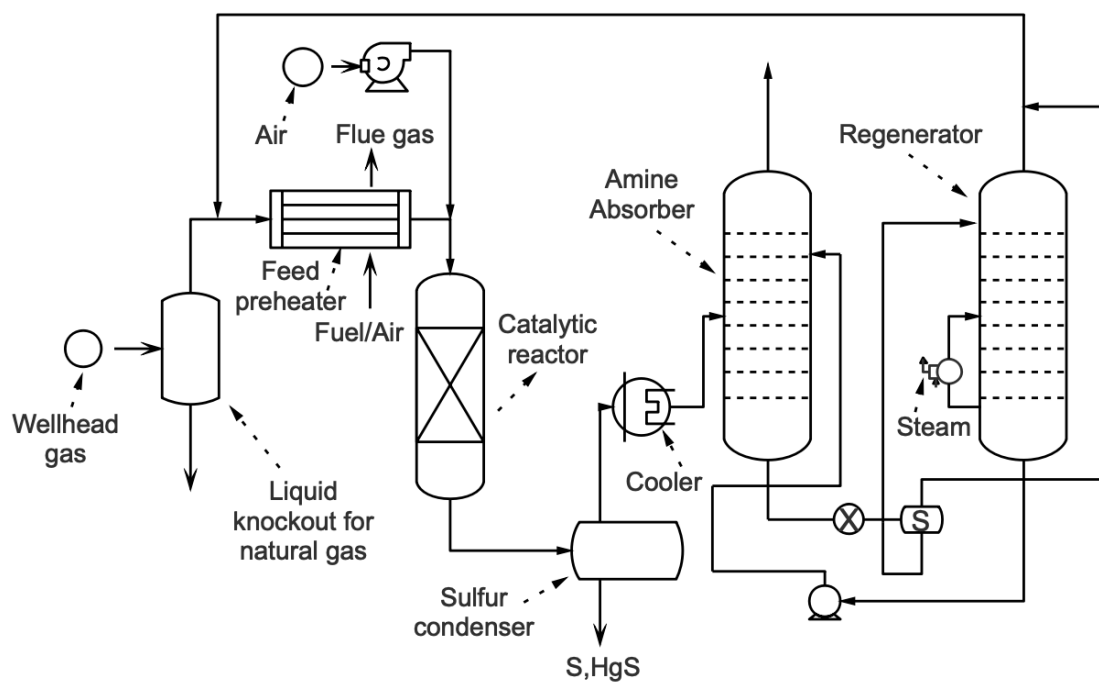 Air
Flue gas
Regenerator
Amine
Absorber
Feed
preheater
Fuel/Air
Catalytic
reactor
Wellhead
gas
Steam
Cooler
Liquid
knockout for
natural gas
X
S
Sulfur
condenser
S,HgS